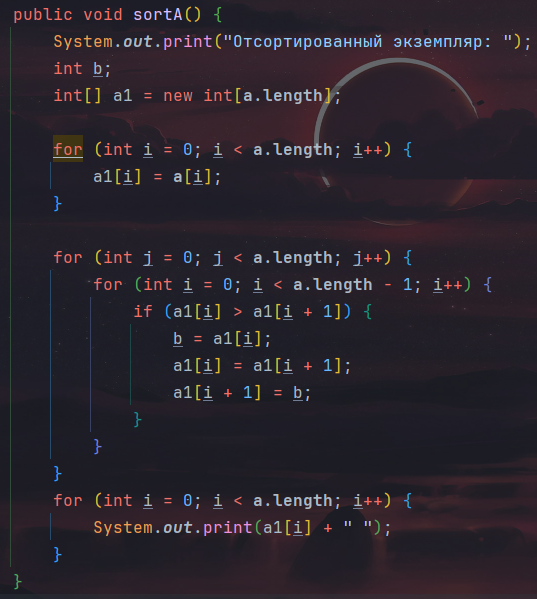 public void sortA() {
    System.out.print("Отсортированный экземпляр: ");
    int b;
    int[] a1 = new int[a.length];

    for (int i = 0; i < a.length; i++) {
        a1[i] = a[i];
    }

    for (int j = 0; j < a.length; j++) {
        for (int i = 0; i < a.length - 1; i++) {
            if (a1[i] > a1[i + 1]) {
                b = a1[i];
                a1[i] = a1[i + 1];
                a1[i + 1] = b;
            }
        }
    }
    for (int i = 0; i < a.length; i++) {
        System.out.print(a1[i] + " ");
    }
}